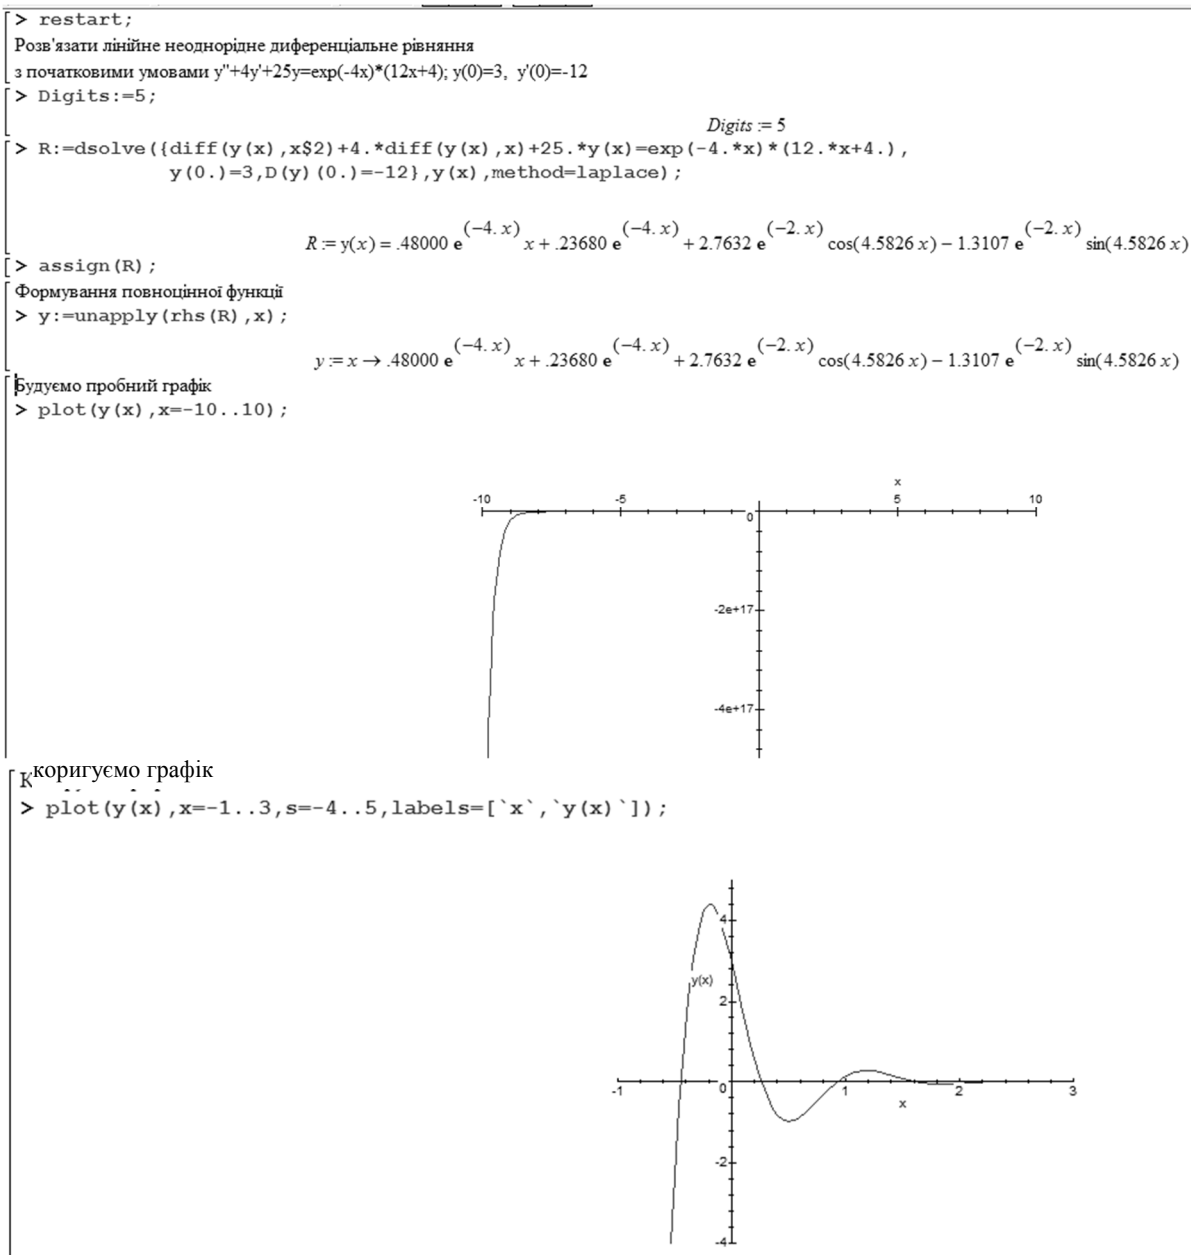 > restart;
Розв'язати лінійне неоднорідне диференціальне рівняння
з початковими умовами y"+4y'+25y=exp(-4x)*(12x+4); y(0)=3, y'(0)=-12
> Digits:=5;
Digits := 5
> R:=dsolve({diff(y(x),x$2)+4.*diff(y(x),x)+25.*y(x)=exp(-4.*x)*(12.*x+4.),
y(0.)=3,D(y)(0.)=-12},y(x),method=laplace);
R := y(x) = .48000 e^(-4. x) x + .23680 e^(-4. x) + 2.7632 e^(-2. x) cos(4.5826 x) − 1.3107 e^(-2. x) sin(4.5826 x)
> assign(R);
Формування повноцінної функції
> y:=unapply(rhs(R),x);
y := x → .48000 e^(-4. x) x + .23680 e^(-4. x) + 2.7632 e^(-2. x) cos(4.5826 x) − 1.3107 e^(-2. x) sin(4.5826 x)
Будуємо пробний графік
> plot(y(x),x=-10..10);
x
-10 -5 5 10
0
-2e+17
-4e+17
коригуємо графік
> plot(y(x),x=-1..3,s=-4..5,labels=[`x`,`y(x)`]);
4
y(x)
2
-1 0 1 2 3
x
-2
-4